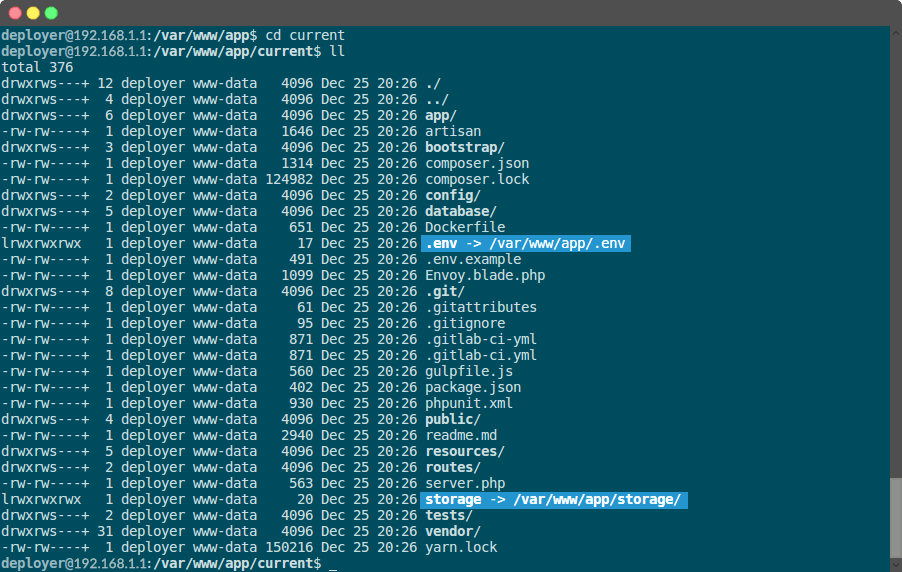 deployer@192.168.1.1:/var/www/app$ cd current
deployer@192.168.1.1:/var/www/app/current$ ll
total 376
drwxrws---+ 12 deployer www-data   4096 Dec 25 20:26 ./
drwxrws---+  4 deployer www-data   4096 Dec 25 20:26 ../
drwxrws---+  6 deployer www-data   4096 Dec 25 20:26 app/
-rw-rw----+  1 deployer www-data   1646 Dec 25 20:26 artisan
drwxrws---+  3 deployer www-data   4096 Dec 25 20:26 bootstrap/
-rw-rw----+  1 deployer www-data   1314 Dec 25 20:26 composer.json
-rw-rw----+  1 deployer www-data 124982 Dec 25 20:26 composer.lock
drwxrws---+  2 deployer www-data   4096 Dec 25 20:26 config/
drwxrws---+  5 deployer www-data   4096 Dec 25 20:26 database/
-rw-rw----+  1 deployer www-data    651 Dec 25 20:26 Dockerfile
lrwxrwxrwx   1 deployer www-data     17 Dec 25 20:26 .env -> /var/www/app/.env
-rw-rw----+  1 deployer www-data    491 Dec 25 20:26 .env.example
-rw-rw----+  1 deployer www-data   1099 Dec 25 20:26 Envoy.blade.php
drwxrws---+  8 deployer www-data   4096 Dec 25 20:26 .git/
-rw-rw----+  1 deployer www-data     61 Dec 25 20:26 .gitattributes
-rw-rw----+  1 deployer www-data     95 Dec 25 20:26 .gitignore
-rw-rw----+  1 deployer www-data    871 Dec 25 20:26 .gitlab-ci-yml
-rw-rw----+  1 deployer www-data    871 Dec 25 20:26 .gitlab-ci.yml
-rw-rw----+  1 deployer www-data    560 Dec 25 20:26 gulpfile.js
-rw-rw----+  1 deployer www-data    402 Dec 25 20:26 package.json
-rw-rw----+  1 deployer www-data    930 Dec 25 20:26 phpunit.xml
drwxrws---+  4 deployer www-data   4096 Dec 25 20:26 public/
-rw-rw----+  1 deployer www-data   2940 Dec 25 20:26 readme.md
drwxrws---+  5 deployer www-data   4096 Dec 25 20:26 resources/
drwxrws---+  2 deployer www-data   4096 Dec 25 20:26 routes/
-rw-rw----+  1 deployer www-data    563 Dec 25 20:26 server.php
lrwxrwxrwx   1 deployer www-data     20 Dec 25 20:26 storage -> /var/www/app/storage/
drwxrws---+  2 deployer www-data   4096 Dec 25 20:26 tests/
drwxrws---+ 31 deployer www-data   4096 Dec 25 20:26 vendor/
-rw-rw----+  1 deployer www-data 150216 Dec 25 20:26 yarn.lock
deployer@192.168.1.1:/var/www/app/current$ _